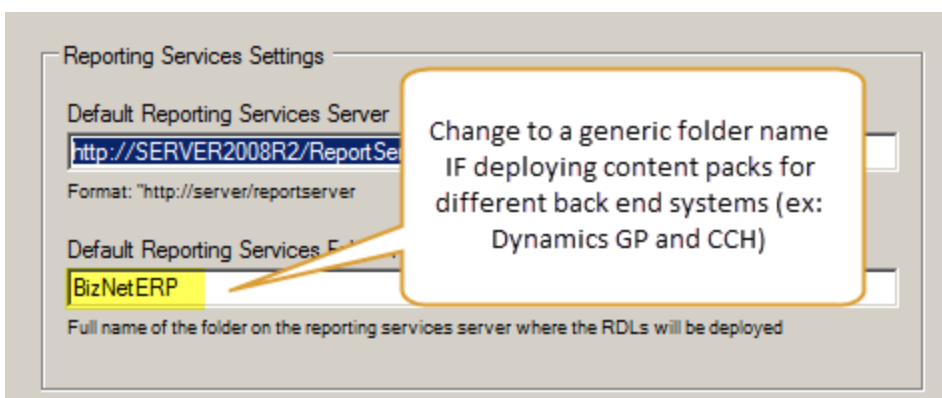 Reporting Services Settings
Default Reporting Services Server
http://SERVER2008R2/ReportSe
Format: "http://server/reportserver
Change to a generic folder name
IF deploying content packs for
different back end systems (ex:
Dynamics GP and CCH)
Default Reporting Services
BizNetERP
Full name of the folder on the reporting services server where the RDLs will be deployed